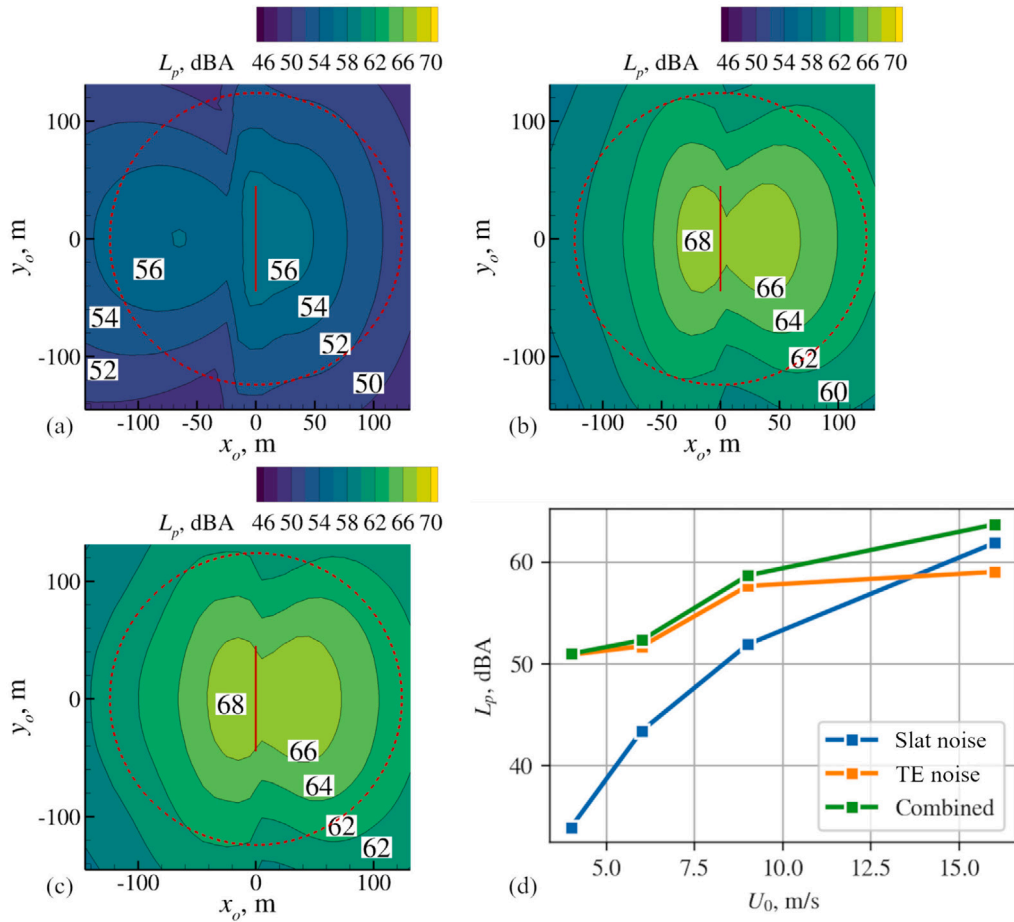 L_p, dBA 46 50 54 58 62 66 70
100
0
-100
y_o, m
56
56
54
54
52
52
50
-100 -50 0 50 100
(a)
x_o, m
L_p, dBA 46 50 54 58 62 66 70
100
0
-100
y_o, m
68
66
64
62
60
-100 -50 0 50 100
(b)
x_o, m
L_p, dBA 46 50 54 58 62 66 70
100
0
-100
y_o, m
68
66
64
62
62
-100 -50 0 50 100
(c)
x_o, m
60
50
40
L_p, dBA
Slat noise
TE noise
Combined
5.0 7.5 10.0 12.5 15.0
(d)
U_0, m/s